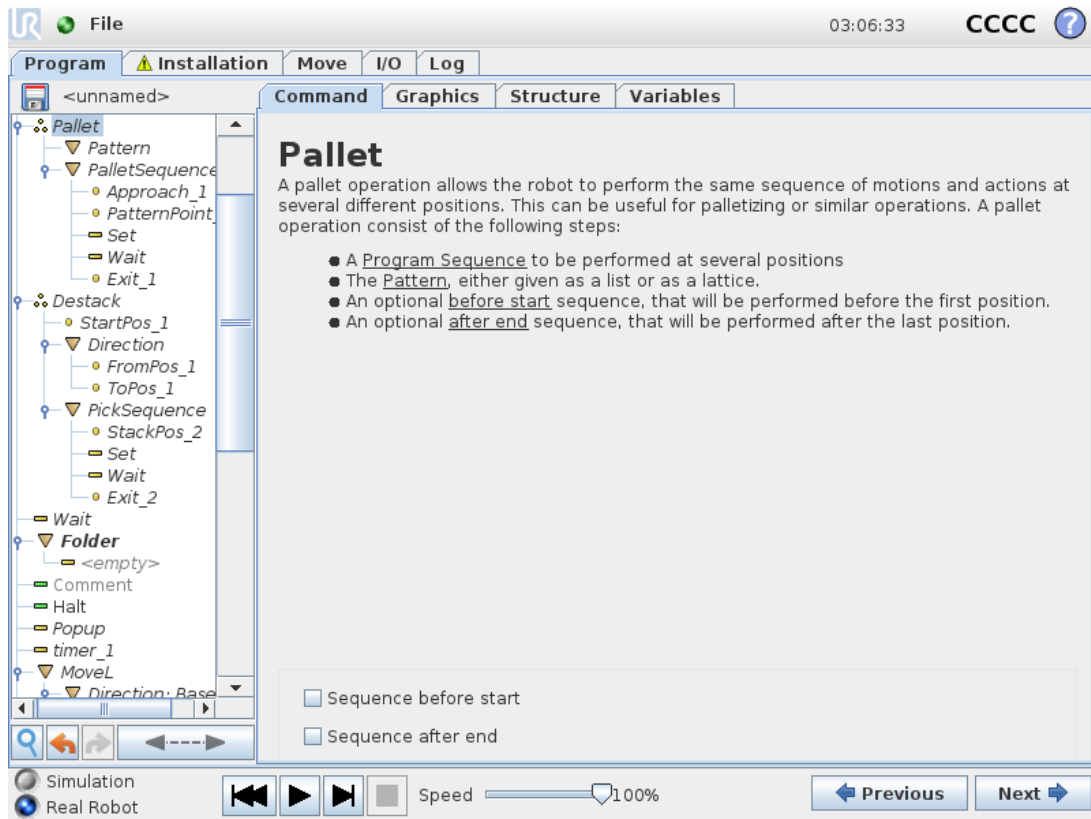 UR File 03:06:33 CCCC ?
Program Installation Move I/O Log
<unnamed>
Command Graphics Structure Variables
Pallet
Pattern
PalletSequence
Approach_1
PatternPoint_
Set
Wait
Exit_1
Destack
StartPos_1
Direction
FromPos_1
ToPos_1
PickSequence
StackPos_2
Set
Wait
Exit_2
Wait
Folder
<empty>
Comment
Halt
Popup
timer_1
MoveL
Direction: Base
Pallet
A pallet operation allows the robot to perform the same sequence of motions and actions at
several different positions. This can be useful for palletizing or similar operations. A pallet
operation consist of the following steps:
A Program Sequence to be performed at several positions
The Pattern, either given as a list or as a lattice.
An optional before start sequence, that will be performed before the first position.
An optional after end sequence, that will be performed after the last position.
Sequence before start
Sequence after end
Simulation
Real Robot
Speed 100%
Previous Next